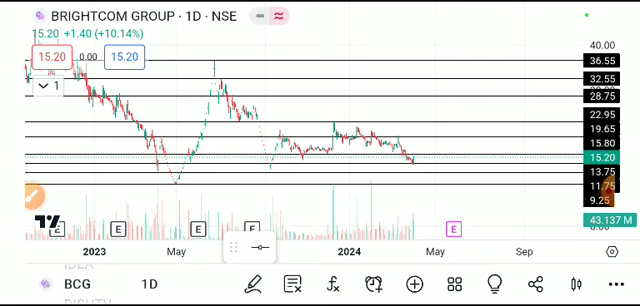 BRIGHTCOM GROUP · 1D · NSE
15.20 +1.40 (+10.14%)
15.20 0.00 15.20
1
40.00
36.55
32.55
28.75
22.95
19.65
15.80
15.20
13.75
11.75
9.25
43.137 M
E E E E E
2023 May 2024 May Sep
BCG 1D